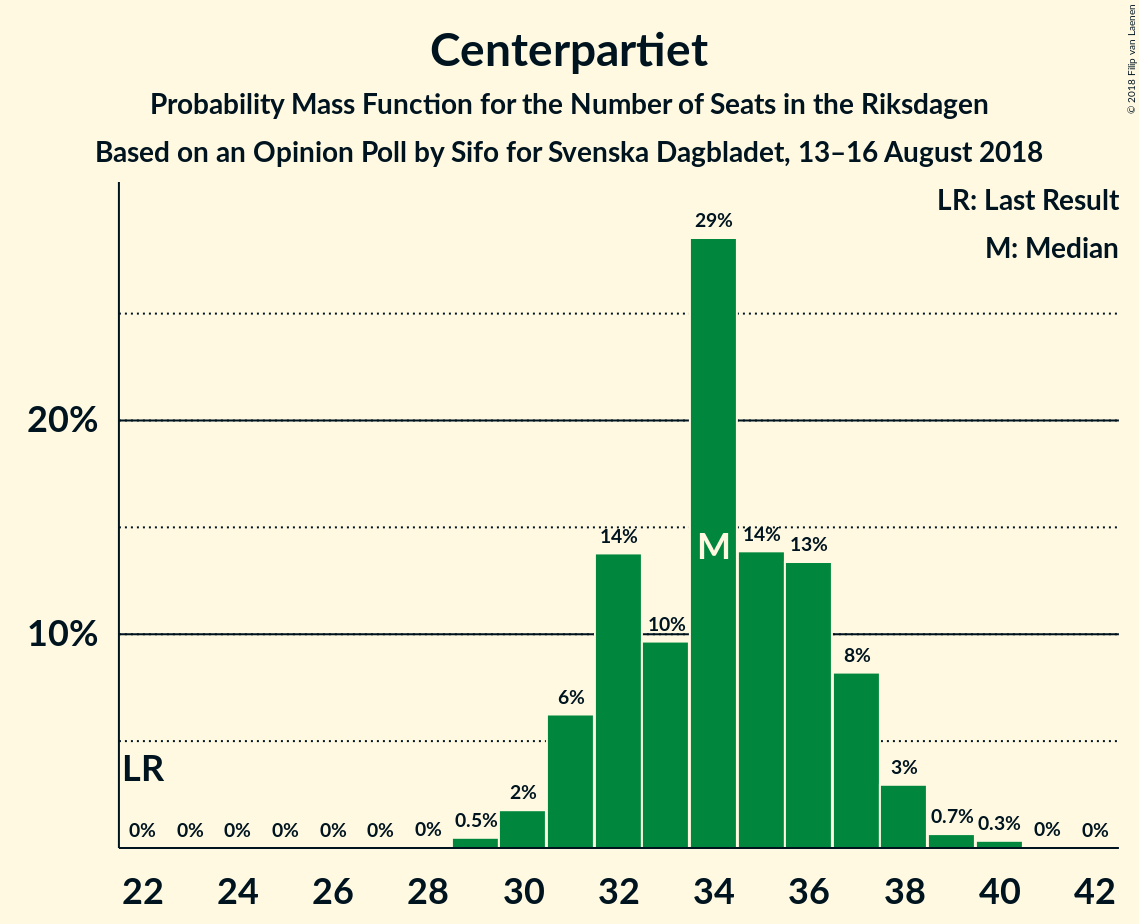 Centerpartiet
Probability Mass Function for the Number of Seats in the Riksdagen
Based on an Opinion Poll by Sifo for Svenska Dagbladet, 13–16 August 2018
© 2018 Filip van Laenen
LR: Last Result
M: Median
29%
20%
14% M 14% 13%
10%
10%
8%
6%
LR
3%
2%
0% 0% 0% 0% 0% 0% 0% 0.5% 0.7% 0.3% 0% 0%
22 24 26 28 30 32 34 36 38 40 42